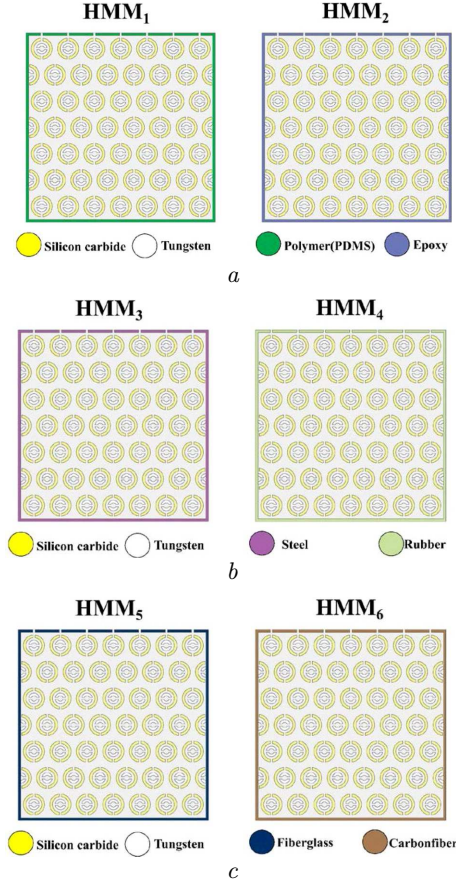 HMM₁ HMM₂
Silicon carbide Tungsten Polymer(PDMS) Epoxy
a
HMM₃ HMM₄
Silicon carbide Tungsten Steel Rubber
b
HMM₅ HMM₆
Silicon carbide Tungsten Fiberglass Carbonfiber
c